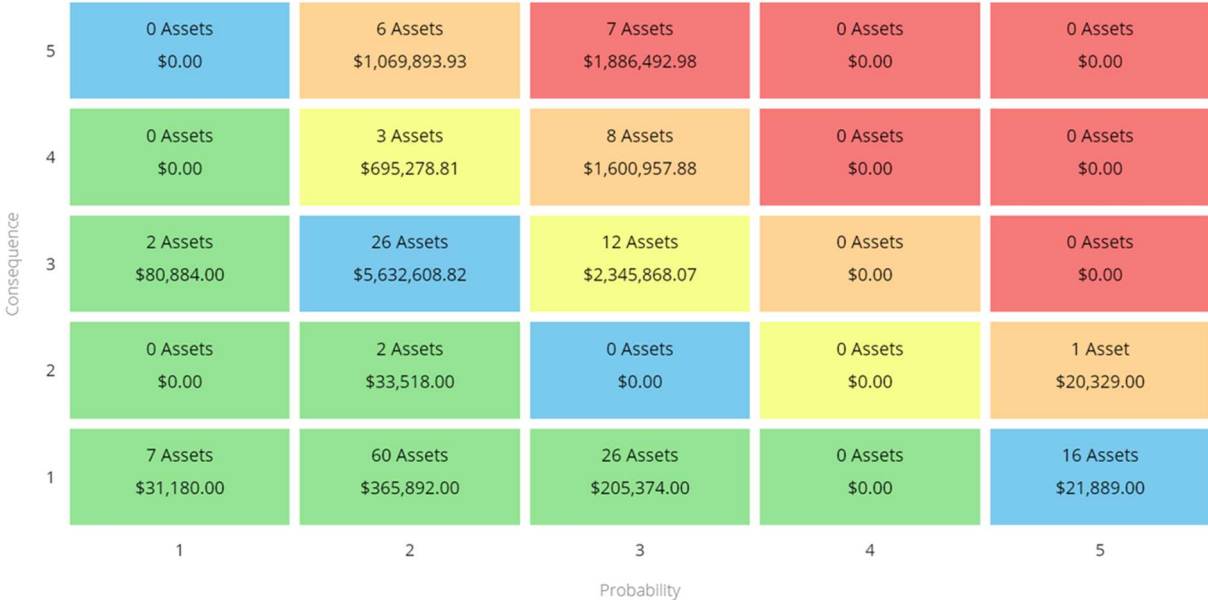 0 Assets
$0.00
6 Assets
$1,069,893.93
7 Assets
$1,886,492.98
0 Assets
$0.00
0 Assets
$0.00
5
0 Assets
$0.00
3 Assets
$695,278.81
8 Assets
$1,600,957.88
0 Assets
$0.00
0 Assets
$0.00
4
2 Assets
$80,884.00
26 Assets
$5,632,608.82
12 Assets
$2,345,868.07
0 Assets
$0.00
0 Assets
$0.00
3
Consequence
0 Assets
$0.00
2 Assets
$33,518.00
0 Assets
$0.00
0 Assets
$0.00
1 Asset
$20,329.00
2
7 Assets
$31,180.00
60 Assets
$365,892.00
26 Assets
$205,374.00
0 Assets
$0.00
16 Assets
$21,889.00
1
1
2
3
4
5
Probability